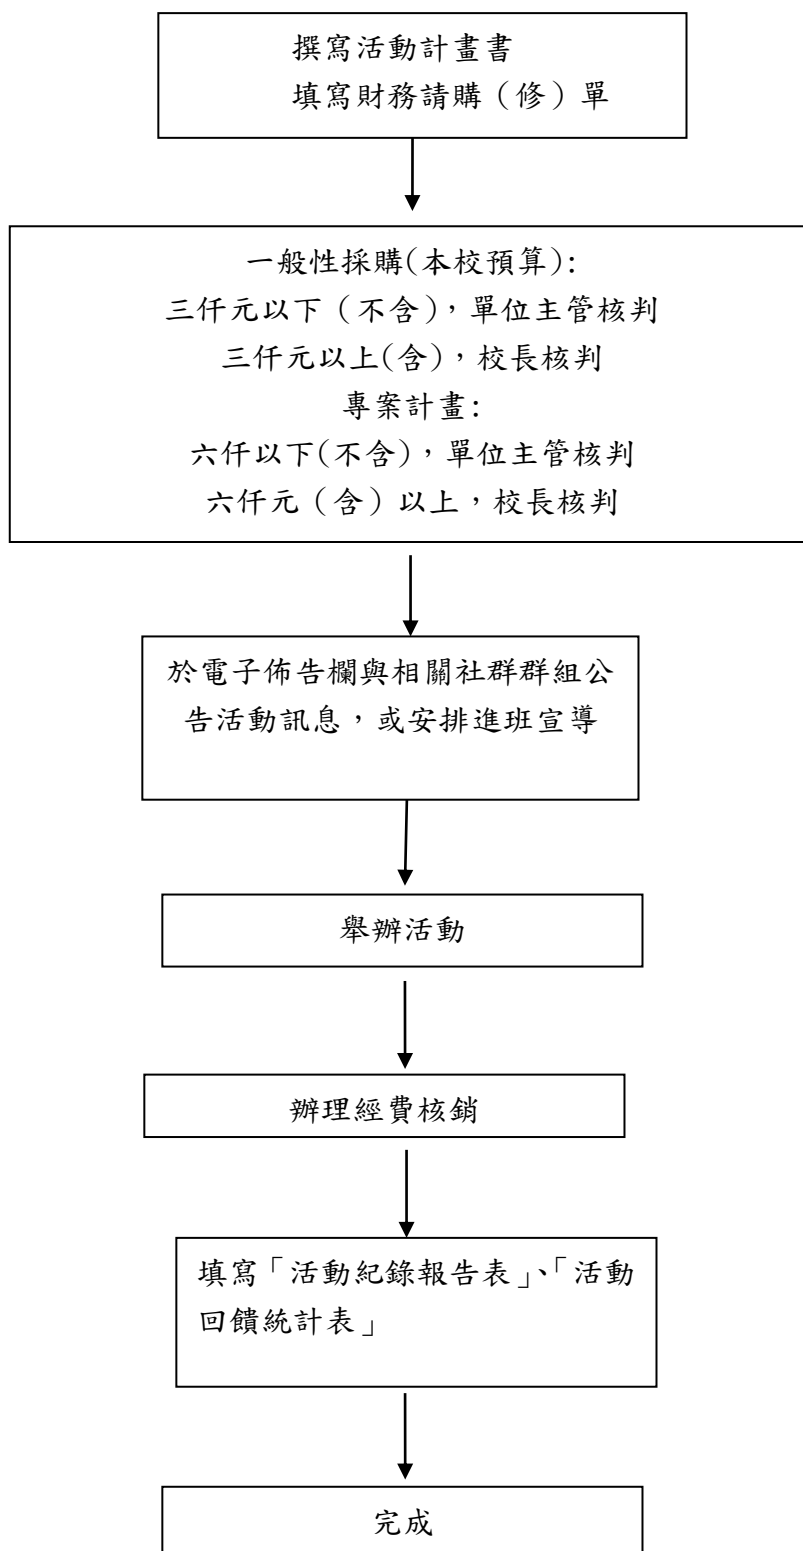 撰寫活動計畫書
填寫財務請購（修）單
一般性採購(本校預算):
三仟元以下（不含），單位主管核判
三仟元以上(含)，校長核判
專案計畫:
六仟以下(不含)，單位主管核判
六仟元（含）以上，校長核判
於電子佈告欄與相關社群群組公
告活動訊息，或安排進班宣導
舉辦活動
辦理經費核銷
填寫「活動紀錄報告表」、「活動
回饋統計表」
完成